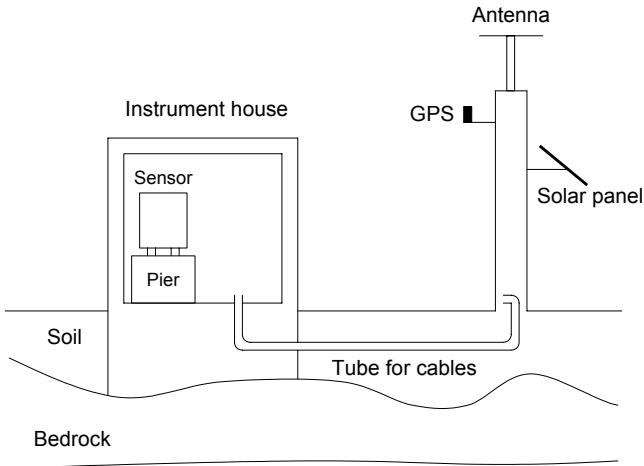 Antenna
Instrument house
GPS
Sensor
Solar panel
Pier
Soil
Tube for cables
Bedrock